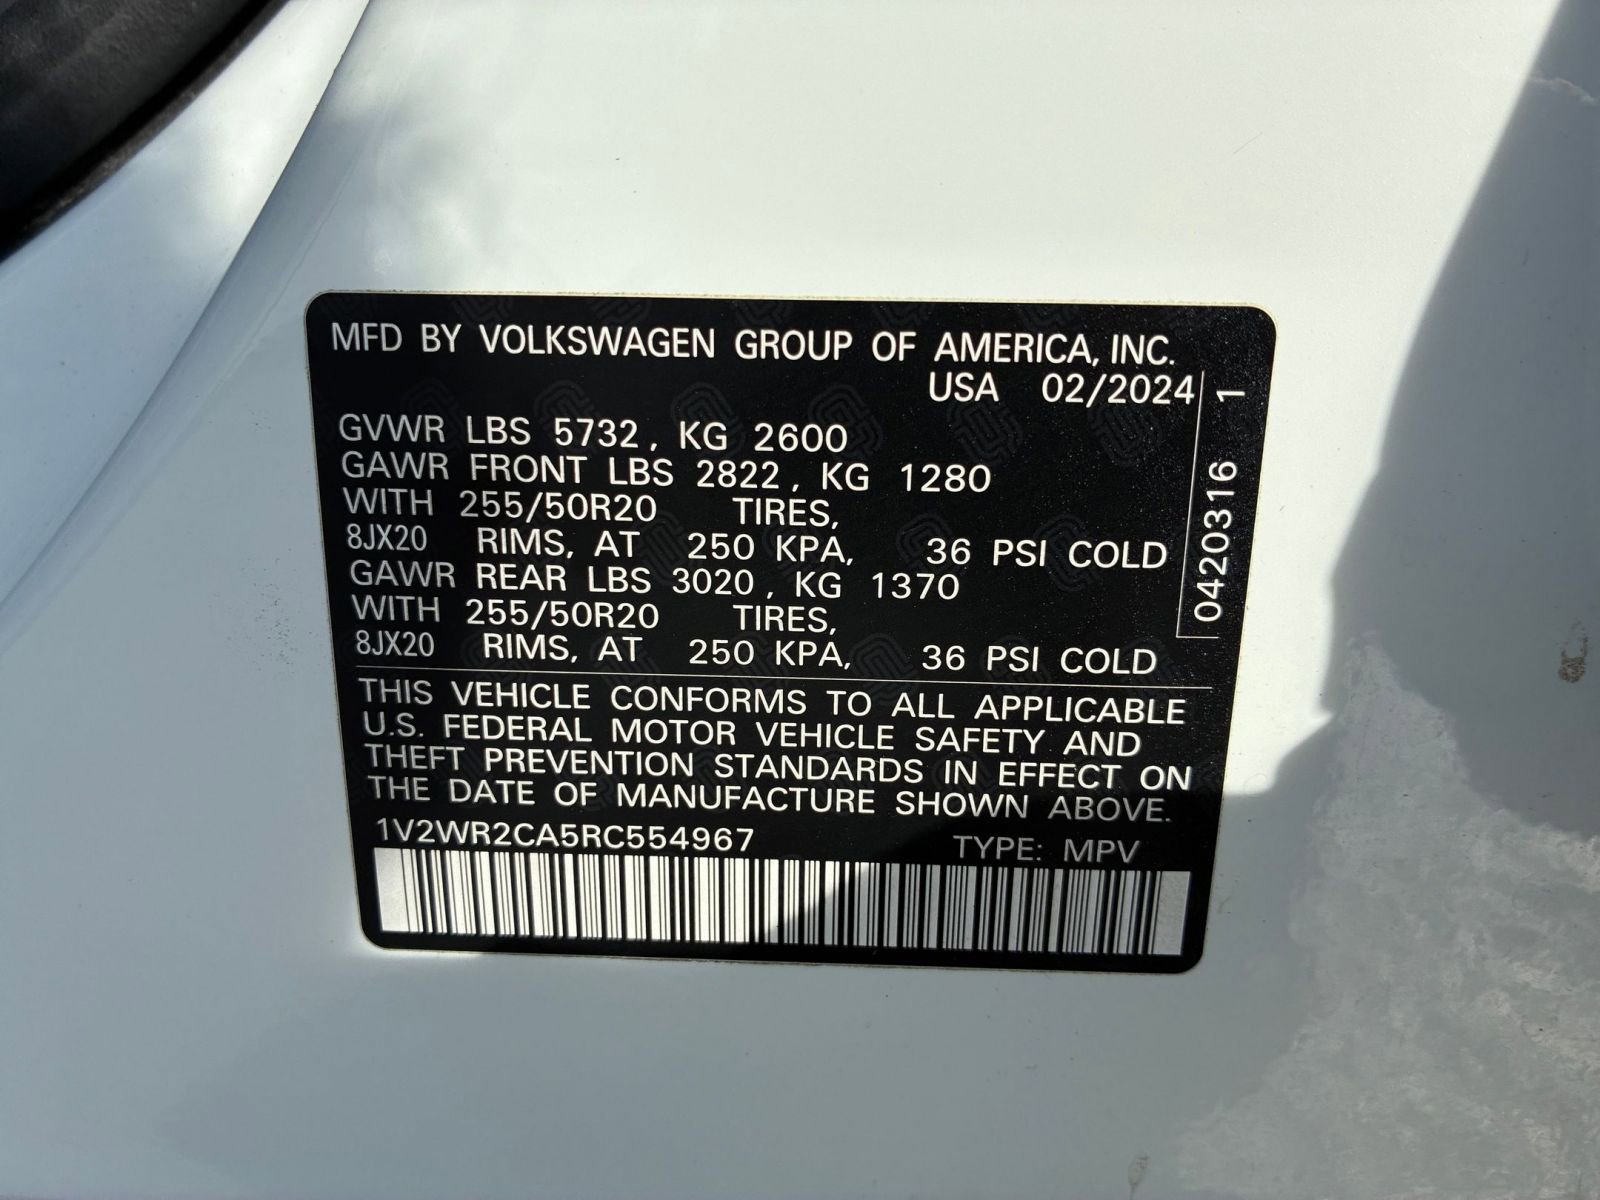 MFD BY VOLKSWAGEN GROUP OF AMERICA, INC.
USA 02/2024
GVWR LBS 5732, KG 2600
GAWR FRONT LBS 2822, KG 1280
WITH 255/50R20 TIRES,
8JX20 RIMS, AT 250 KPA, 36 PSI COLD
GAWR REAR LBS 3020, KG 1370
WITH 255/50R20 TIRES,
8JX20 RIMS, AT 250 KPA, 36 PSI COLD
THIS VEHICLE CONFORMS TO ALL APPLICABLE
U.S. FEDERAL MOTOR VEHICLE SAFETY AND
THEFT PREVENTION STANDARDS IN EFFECT ON
THE DATE OF MANUFACTURE SHOWN ABOVE.
1V2WR2CA5RC554967 TYPE: MPV
0420316 1